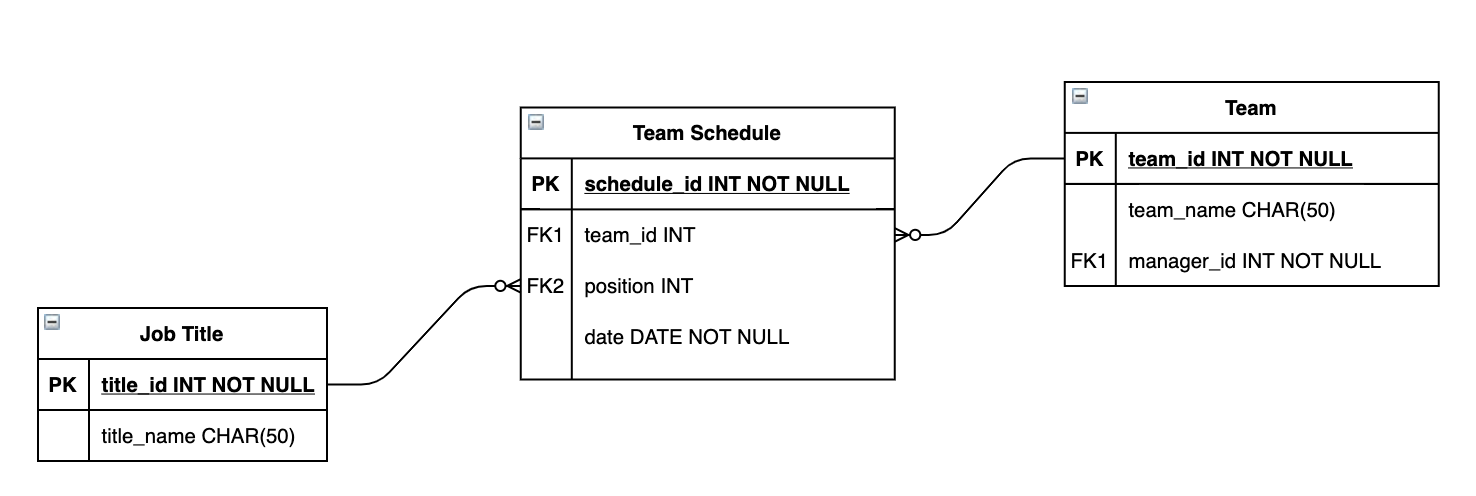 Team Schedule
PK schedule_id INT NOT NULL
FK1 team_id INT
FK2 position INT
date DATE NOT NULL
Team
PK team_id INT NOT NULL
team_name CHAR(50)
FK1 manager_id INT NOT NULL
Job Title
PK title_id INT NOT NULL
title_name CHAR(50)